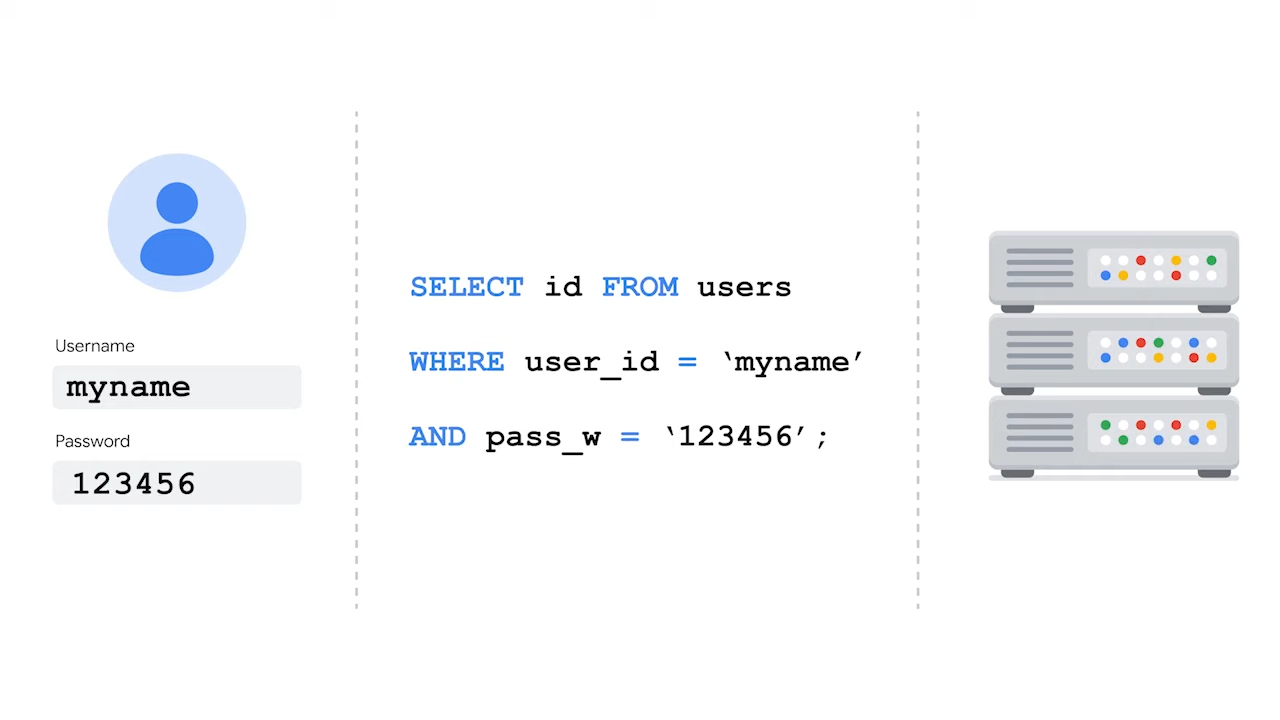 Username
myname
Password
123456
SELECT id FROM users
WHERE user_id = ‘myname’
AND pass_w = ‘123456’;